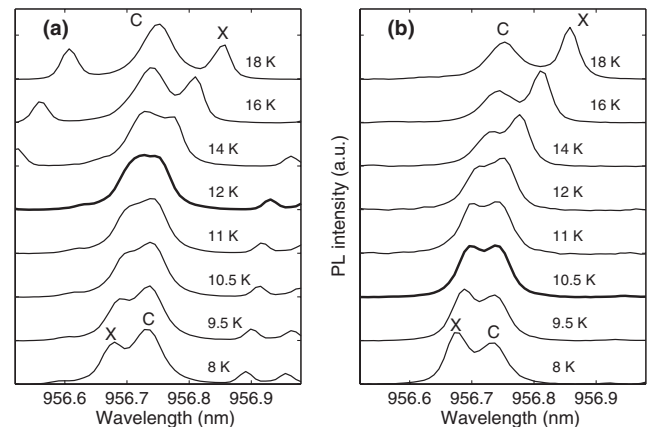 (a)
C
X
18 K
16 K
14 K
12 K
11 K
10.5 K
9.5 K
X
C
8 K
956.6 956.7 956.8 956.9
Wavelength (nm)
PL intensity (a.u.)
(b)
C
X
18 K
16 K
14 K
12 K
11 K
10.5 K
9.5 K
X
C
8 K
956.6 956.7 956.8 956.9
Wavelength (nm)